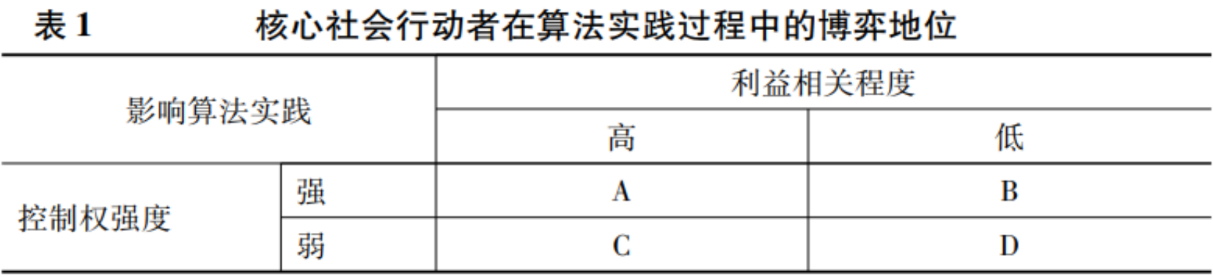 表 1 核心社会行动者在算法实践过程中的博弈地位
影响算法实践 利益相关程度
高 低
控制权强度 强 A B
弱 C D